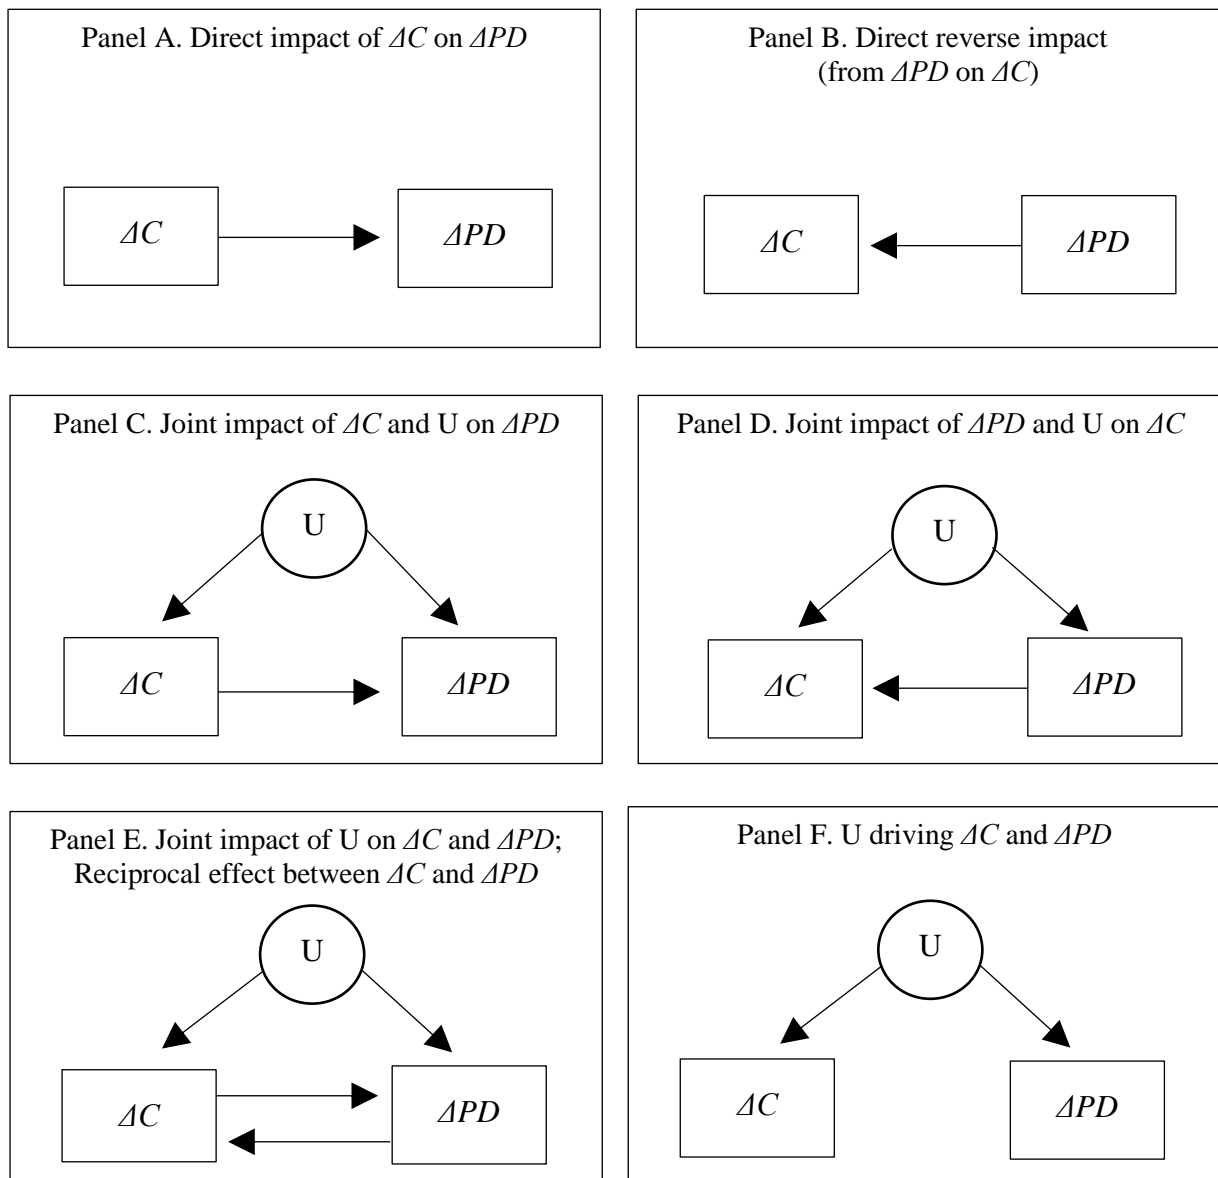 Panel A. Direct impact of ΔC on ΔPD
ΔC
ΔPD
Panel B. Direct reverse impact
(from ΔPD on ΔC)
ΔC
ΔPD
Panel C. Joint impact of ΔC and U on ΔPD
U
ΔC
ΔPD
Panel D. Joint impact of ΔPD and U on ΔC
U
ΔC
ΔPD
Panel E. Joint impact of U on ΔC and ΔPD;
Reciprocal effect between ΔC and ΔPD
U
ΔC
ΔPD
Panel F. U driving ΔC and ΔPD
U
ΔC
ΔPD